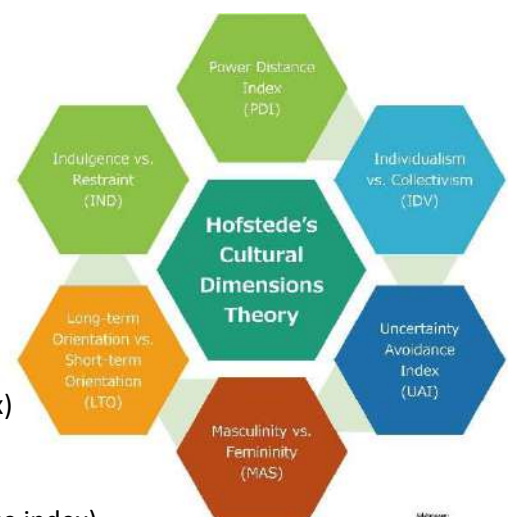 Power Distance
Index
(PDI)
Indulgence vs.
Restraint
(IND)
Individualism
vs. Collectivism
(IDV)
Hofstede's
Cultural
Dimensions
Theory
Long-term
Orientation vs.
Short-term
Orientation
(LTO)
Uncertainty
Avoidance
Index
(UAI)
x)
Masculinity vs.
Femininity
(MAS)
index)